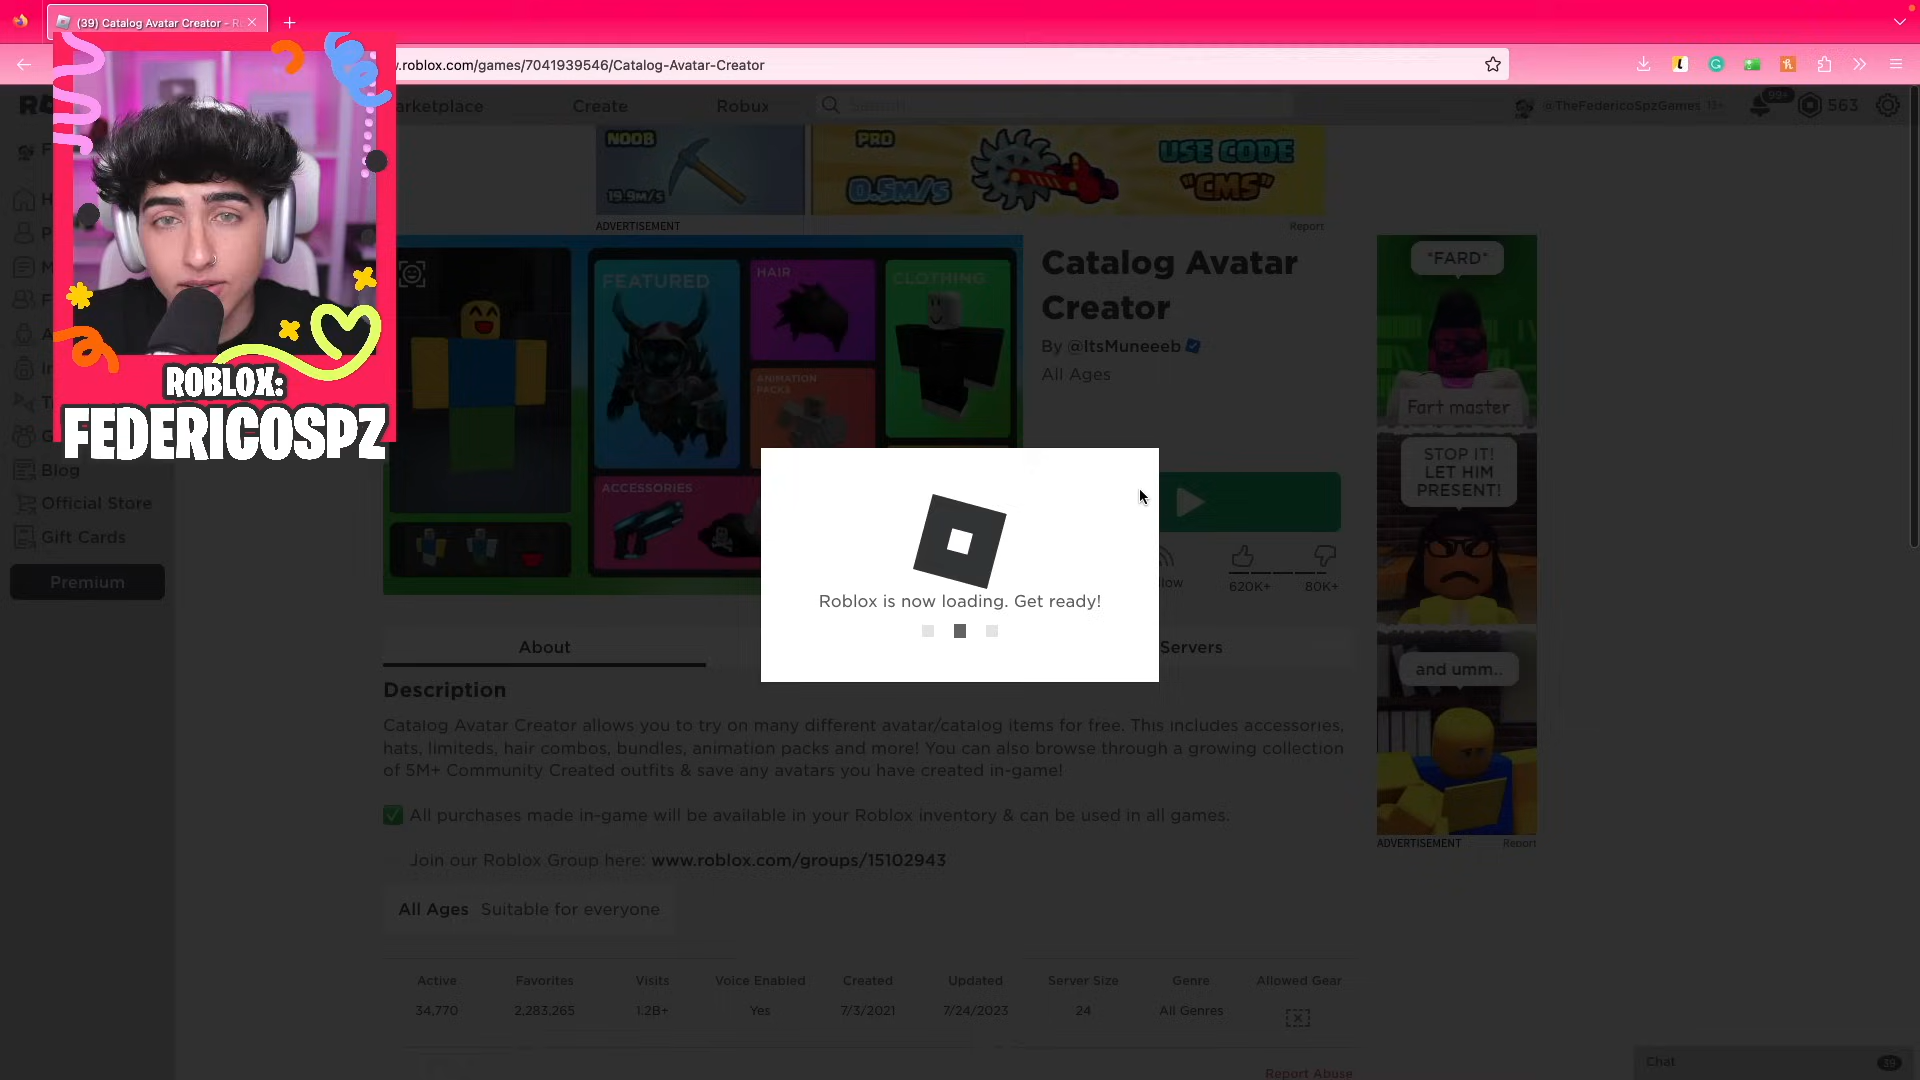 (39) Catalog Avatar Creator - R
.roblox.com/games/7041939546/Catalog-Avatar-Creator
Create
Robux
Search
@TheFedericoSpzGames 13+
99+
563
NOOB
15.9M/s
PRO
0.5M/s
USE CODE
"CMS"
ADVERTISEMENT
Report
FEATURED
HAIR
CLOTHING
ANIMATION
PACKS
ACCESSORIES
Catalog Avatar
Creator
By @ItsMuneeeb
All Ages
620K+
80K+
*FARD*
Fart master
STOP IT!
LET HIM
PRESENT!
and umm..
ADVERTISEMENT
Report
ROBLOX:
FEDERICOSPZ
Blog
Official Store
Gift Cards
Premium
Roblox is now loading. Get ready!
About
Servers
Description
Catalog Avatar Creator allows you to try on many different avatar/catalog items for free. This includes accessories,
hats, limiteds, hair combos, bundles, animation packs and more! You can also browse through a growing collection
of 5M+ Community Created outfits & save any avatars you have created in-game!
All purchases made in-game will be available in your Roblox inventory & can be used in all games.
Join our Roblox Group here: www.roblox.com/groups/15102943
All Ages Suitable for everyone
Active Favorites Visits Voice Enabled Created Updated Server Size Genre Allowed Gear
34,770 2,283,265 1.2B+ Yes 7/3/2021 7/24/2023 24 All Genres
Report Abuse
Chat
39